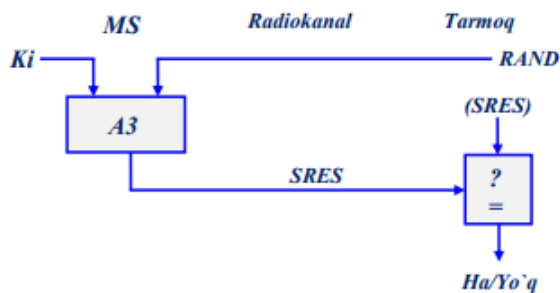 MS Radiokanal Tarmoq
Ki RAND
A3
(SRES)
SRES
?
=
Ha/Yo`q